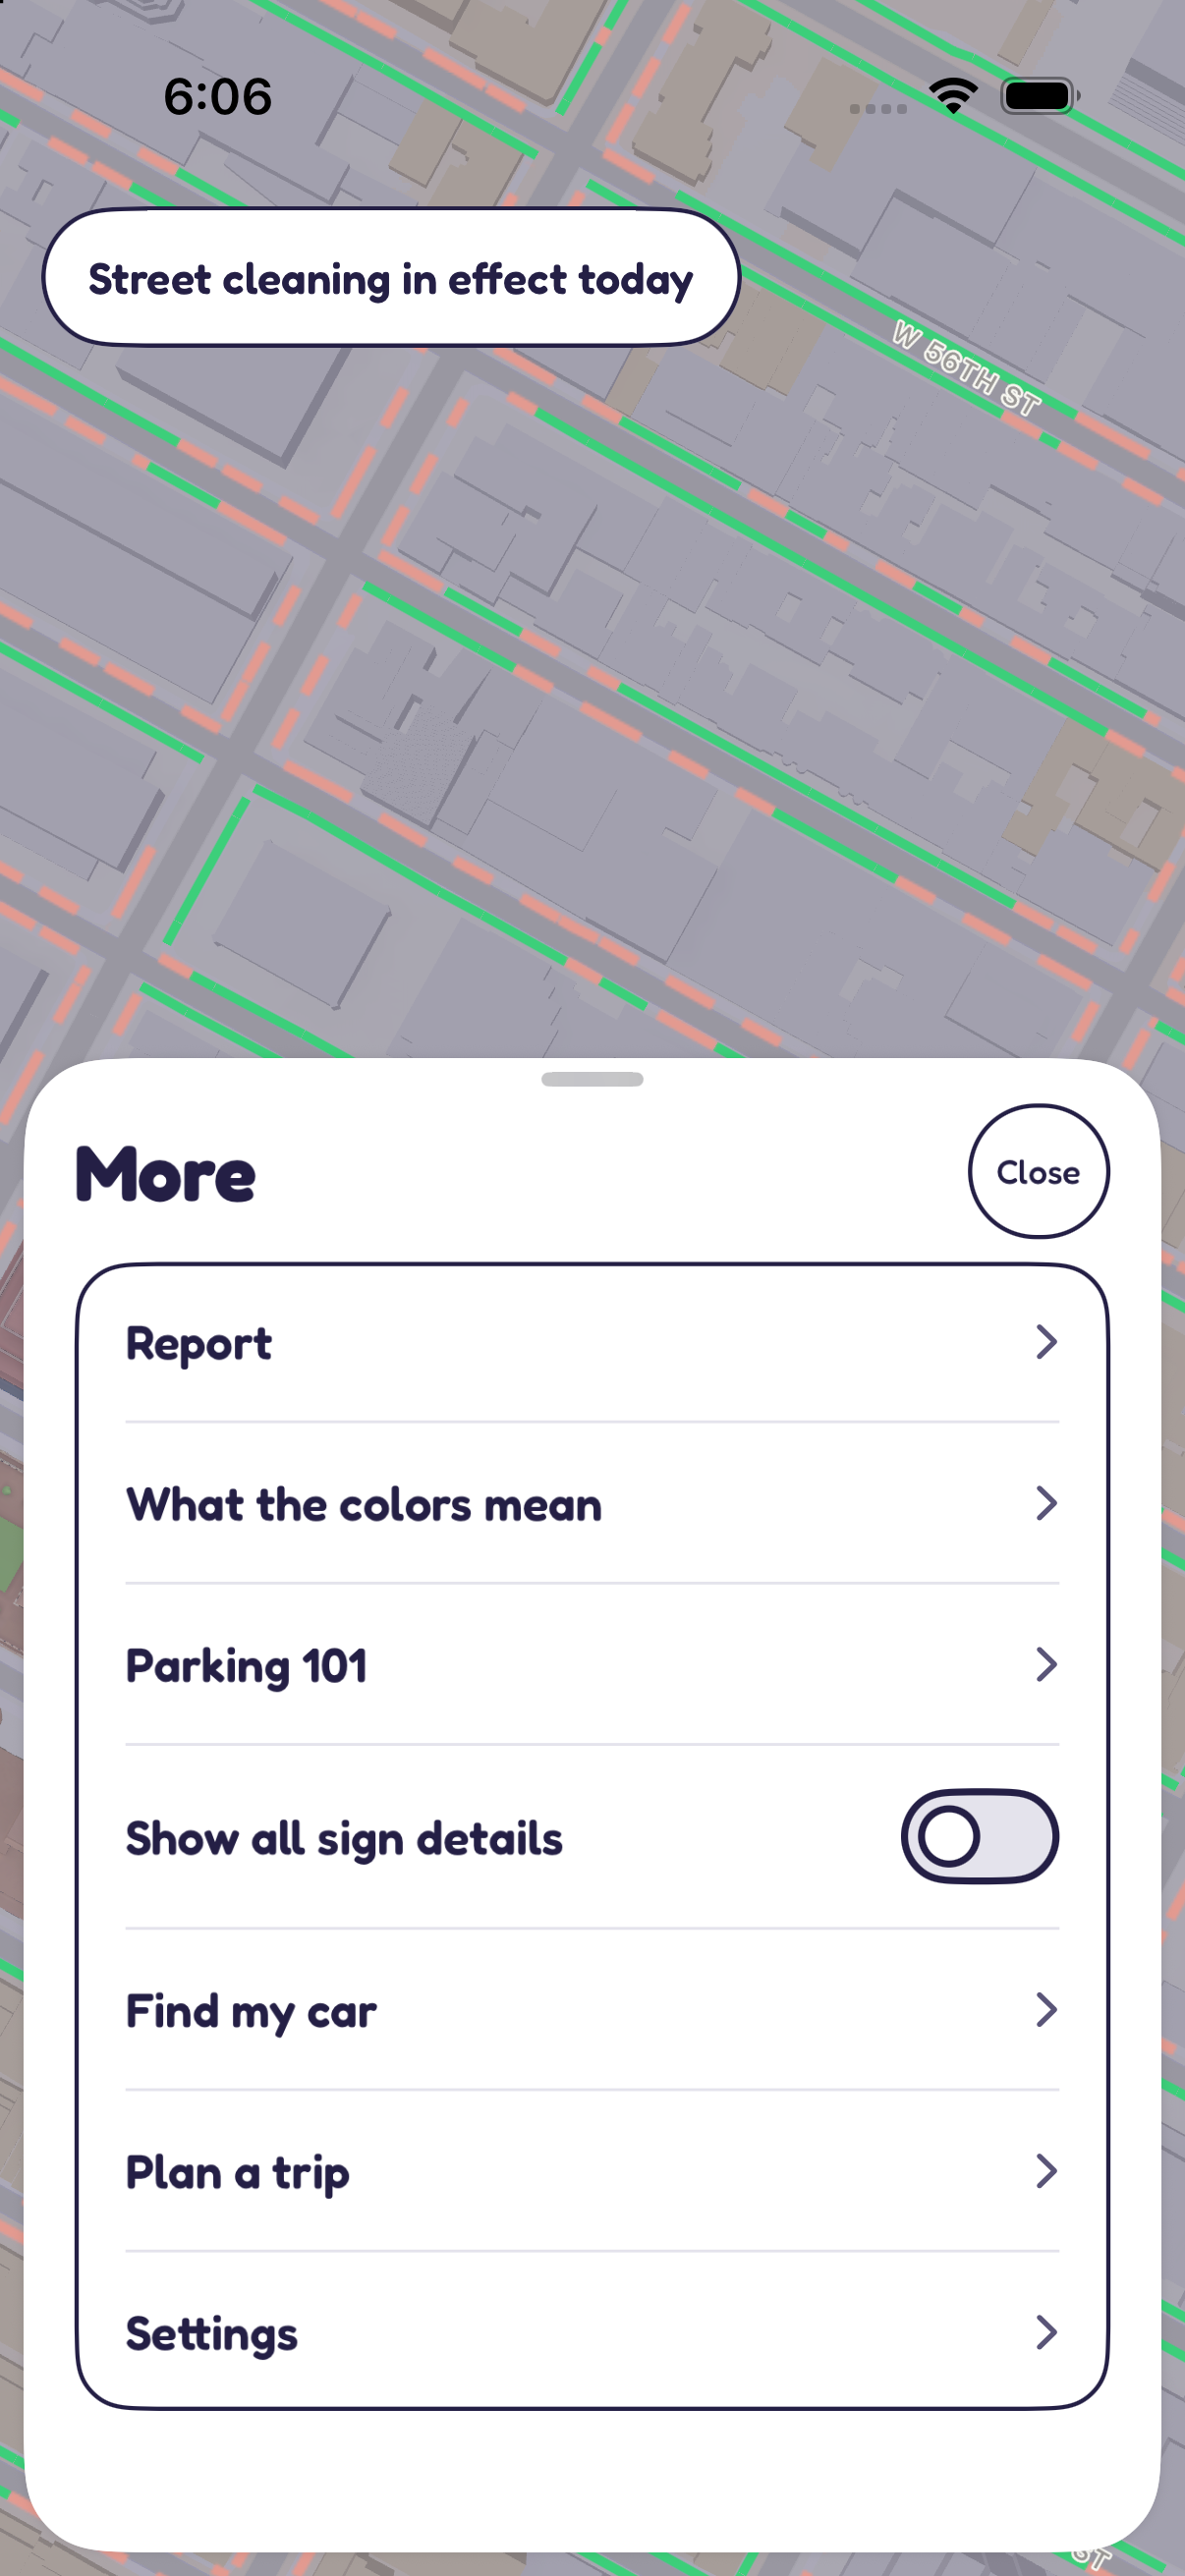 6:06
Street cleaning in effect today
W 56TH ST
More
Close
Report
What the colors mean
Parking 101
Show all sign details
Find my car
Plan a trip
Settings
ST